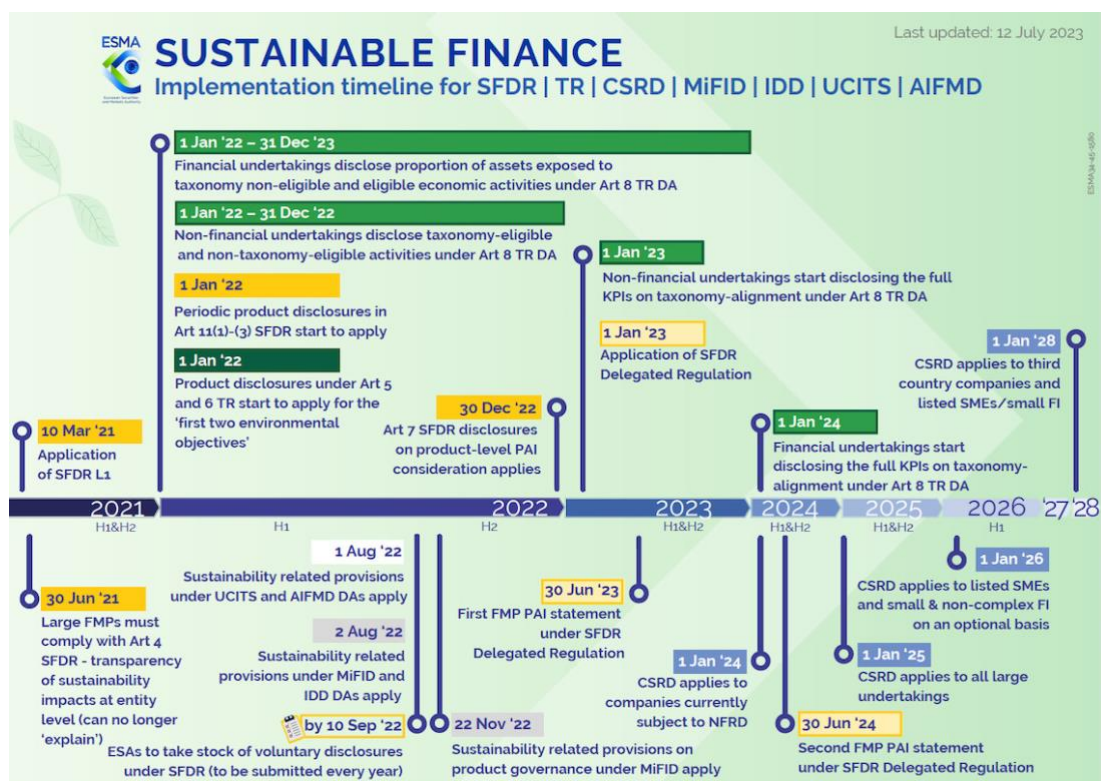 Last updated: 12 July 2023
ESMA
SUSTAINABLE FINANCE
Implementation timeline for SFDR | TR | CSRD | MiFID | IDD | UCITS | AIFMD
ESMA34-45-1580
1 Jan '22 – 31 Dec '23
Financial undertakings disclose proportion of assets exposed to
taxonomy non-eligible and eligible economic activities under Art 8 TR DA
1 Jan '22 – 31 Dec '22
Non-financial undertakings disclose taxonomy-eligible
and non-taxonomy-eligible activities under Art 8 TR DA
1 Jan '22
Periodic product disclosures in
Art 11(1)-(3) SFDR start to apply
1 Jan '22
Product disclosures under Art 5
and 6 TR start to apply for the
'first two environmental
objectives'
10 Mar '21
Application
of SFDR L1
30 Dec '22
Art 7 SFDR disclosures
on product-level PAI
consideration applies
1 Jan '23
Non-financial undertakings start disclosing the full
KPIs on taxonomy-alignment under Art 8 TR DA
1 Jan '23
Application of SFDR
Delegated Regulation
1 Jan '24
Financial undertakings start
disclosing the full KPIs on taxonomy-
alignment under Art 8 TR DA
1 Jan '28
CSRD applies to third
country companies and
listed SMEs/small FI
2021 2022 2023 2024 2025 2026 '27 '28
H1&H2 H1 H2 H1&H2 H1&H2 H1&H2 H1
30 Jun '21
Large FMPs must
comply with Art 4
SFDR - transparency
of sustainability
impacts at entity
level (can no longer
'explain')
1 Aug '22
Sustainability related provisions
under UCITS and AIFMD DAs apply
2 Aug '22
Sustainability related
provisions under MiFID and
IDD DAs apply
by 10 Sep '22
ESAs to take stock of voluntary disclosures
under SFDR (to be submitted every year)
22 Nov '22
Sustainability related provisions on
product governance under MiFID apply
30 Jun '23
First FMP PAI statement
under SFDR
Delegated Regulation
1 Jan '24
CSRD applies to
companies currently
subject to NFRD
30 Jun '24
Second FMP PAI statement
under SFDR Delegated Regulation
1 Jan '25
CSRD applies to all large
undertakings
1 Jan '26
CSRD applies to listed SMEs
and small & non-complex FI
on an optional basis